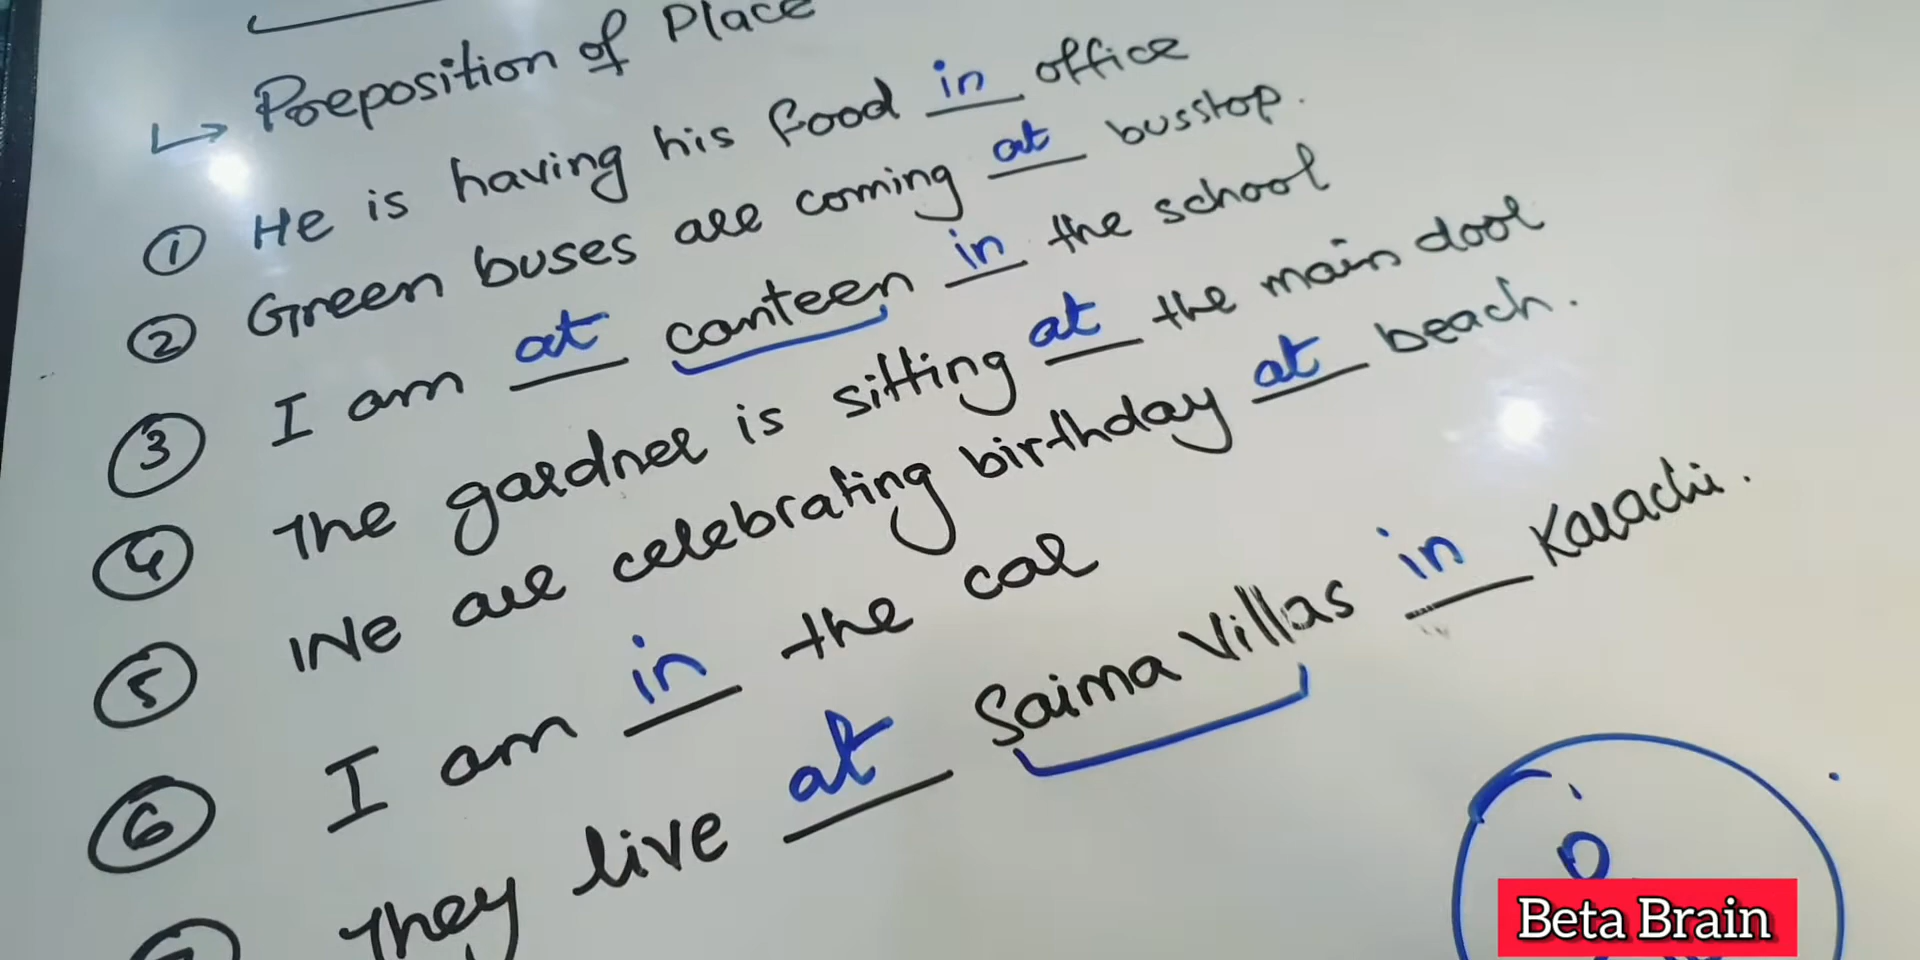 Preposition of Place
① He is having his food in office
② Green buses are coming at busstop.
③ I am at canteen in the school
④ The gardner is sitting at the main door
⑤ We are celebrating birthday at beach.
⑥ I am in the car
They live at Saima Villas in Karachi.
Beta Brain